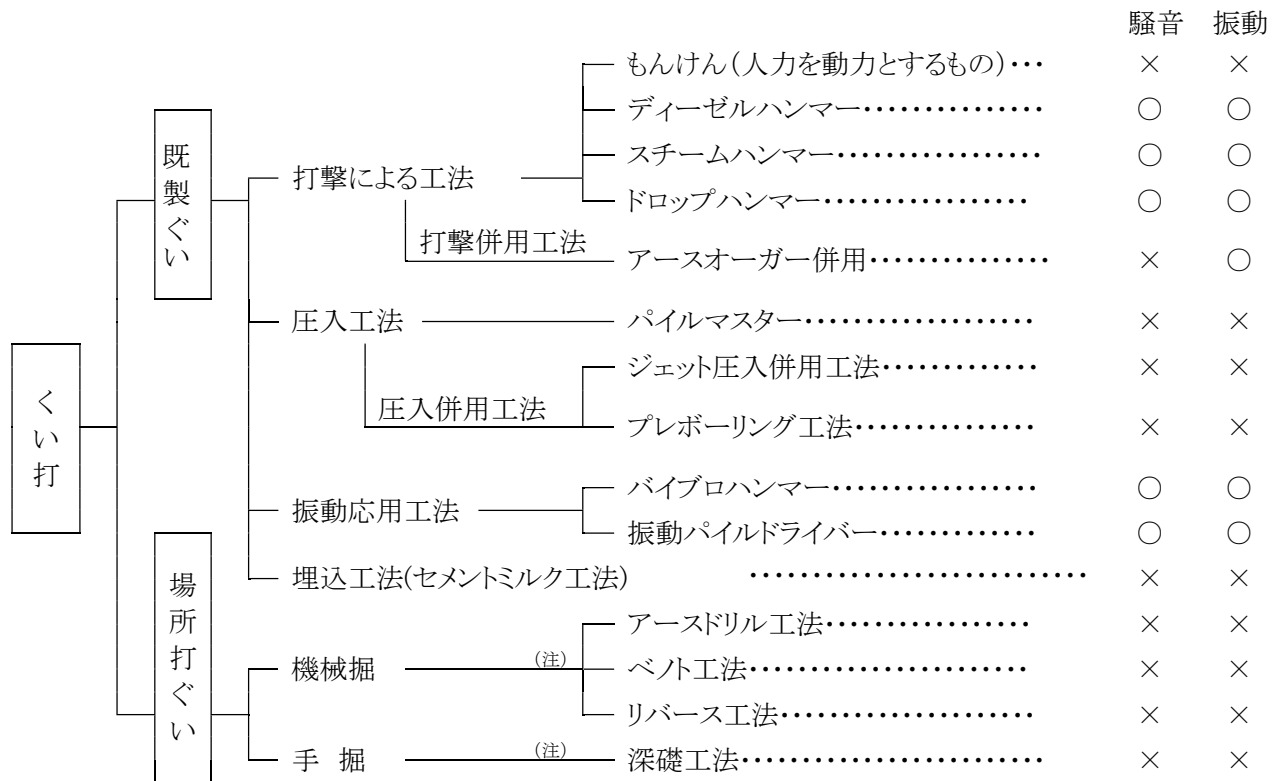 騒音 振動
もんけん(人力を動力とするもの)・・・ × ×
ディーゼルハンマー・・・・・・・・・・・・・・・ ○ ○
スチームハンマー・・・・・・・・・・・・・・・・・ ○ ○
打撃による工法
ドロップハンマー・・・・・・・・・・・・・・・・・ ○ ○
打撃併用工法
アースオーガー併用・・・・・・・・・・・・・・・ × ○
既製ぐい
圧入工法
パイルマスター・・・・・・・・・・・・・・・・・・・ × ×
ジェット圧入併用工法・・・・・・・・・・・・・ × ×
圧入併用工法
プレボーリング工法・・・・・・・・・・・・・・・ × ×
くい打
バイブロハンマー・・・・・・・・・・・・・・・・・ ○ ○
振動応用工法
振動パイルドライバー・・・・・・・・・・・・・ ○ ○
埋込工法(セメントミルク工法) ・・・・・・・・・・・・・・・・・・・・・・・・・・・・ × ×
場所打ぐい
アースドリル工法・・・・・・・・・・・・・・・・・ × ×
機械掘 (注) ベノト工法・・・・・・・・・・・・・・・・・・・・・・・ × ×
リバース工法・・・・・・・・・・・・・・・・・・・・・ × ×
手 掘 (注) 深礎工法・・・・・・・・・・・・・・・・・・・・・・・・・ × ×